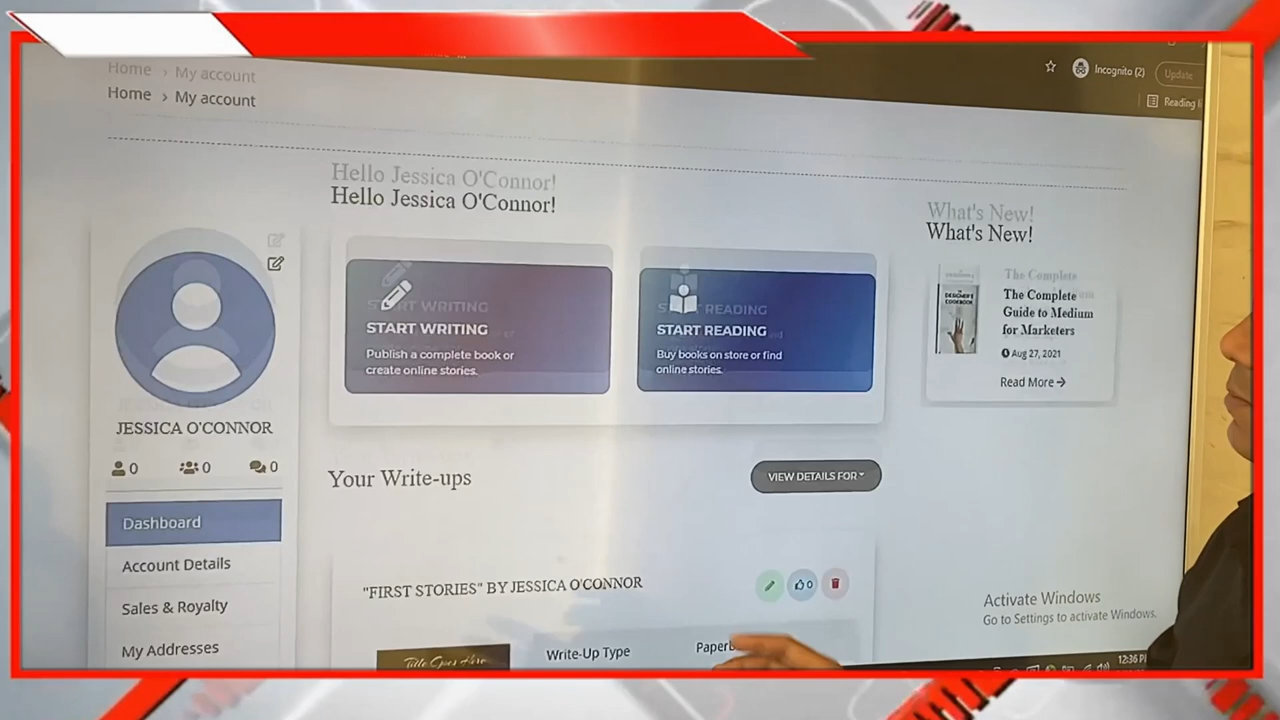 Home > My account
Home > My account
Incognito (2)
Update
Reading
Hello Jessica O'Connor!
Hello Jessica O'Connor!
What's New!
What's New!
START WRITING
START WRITING
Publish a complete book or
create online stories.
START READING
START READING
Buy books on store or find
online stories.
The Complete
The Complete
Guide to Medium
for Marketers
DESIGNER'S
COOKBOOK
Aug 27, 2021
Read More →
JESSICA O'CONNOR
0 0 0
Your Write-ups
VIEW DETAILS FOR
Dashboard
Account Details
Sales & Royalty
My Addresses
"FIRST STORIES" BY JESSICA O'CONNOR
0
Title Goes Here
Write-Up Type
Activate Windows
Go to Settings to activate Windows.
12:36 PM